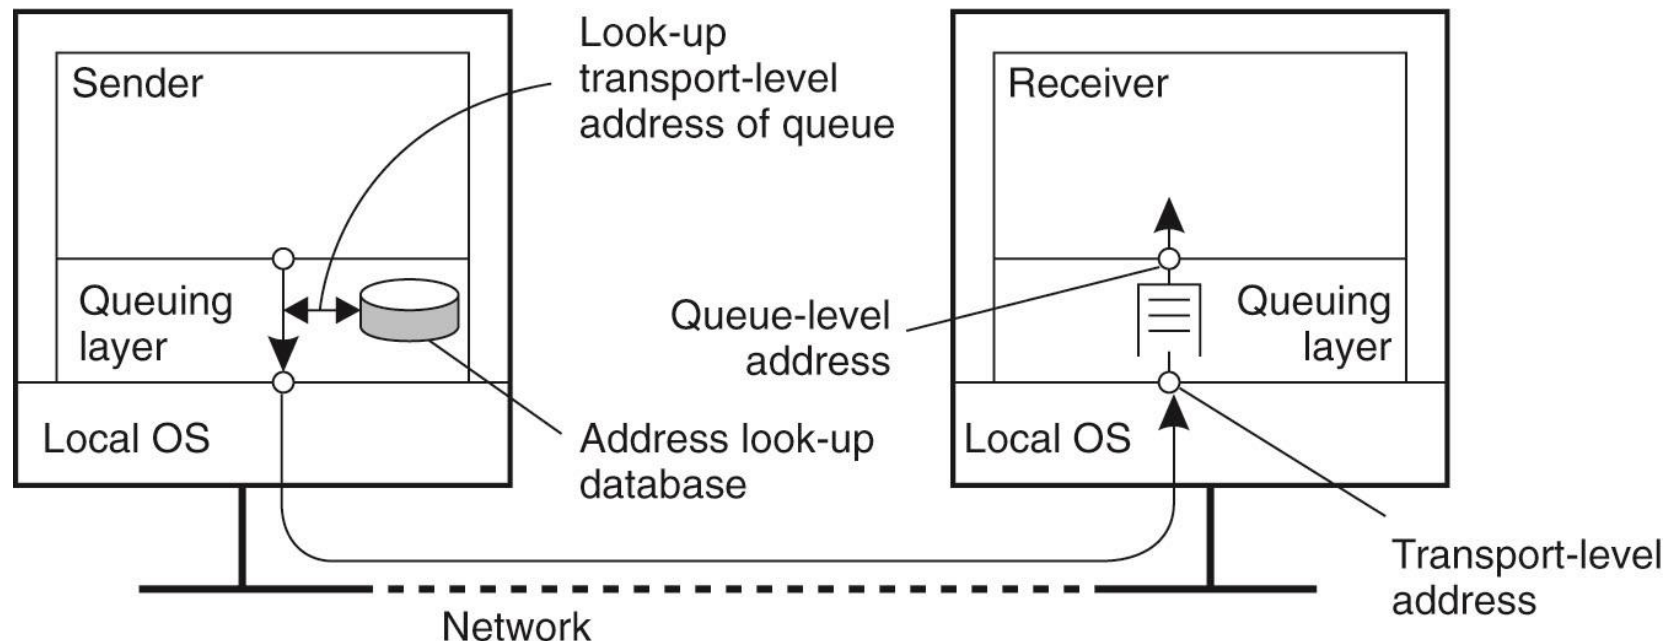 Sender
Look-up
transport-level
address of queue
Receiver
Queuing
layer
Queue-level
address
Queuing
layer
Local OS
Address look-up
database
Local OS
Transport-level
address
Network